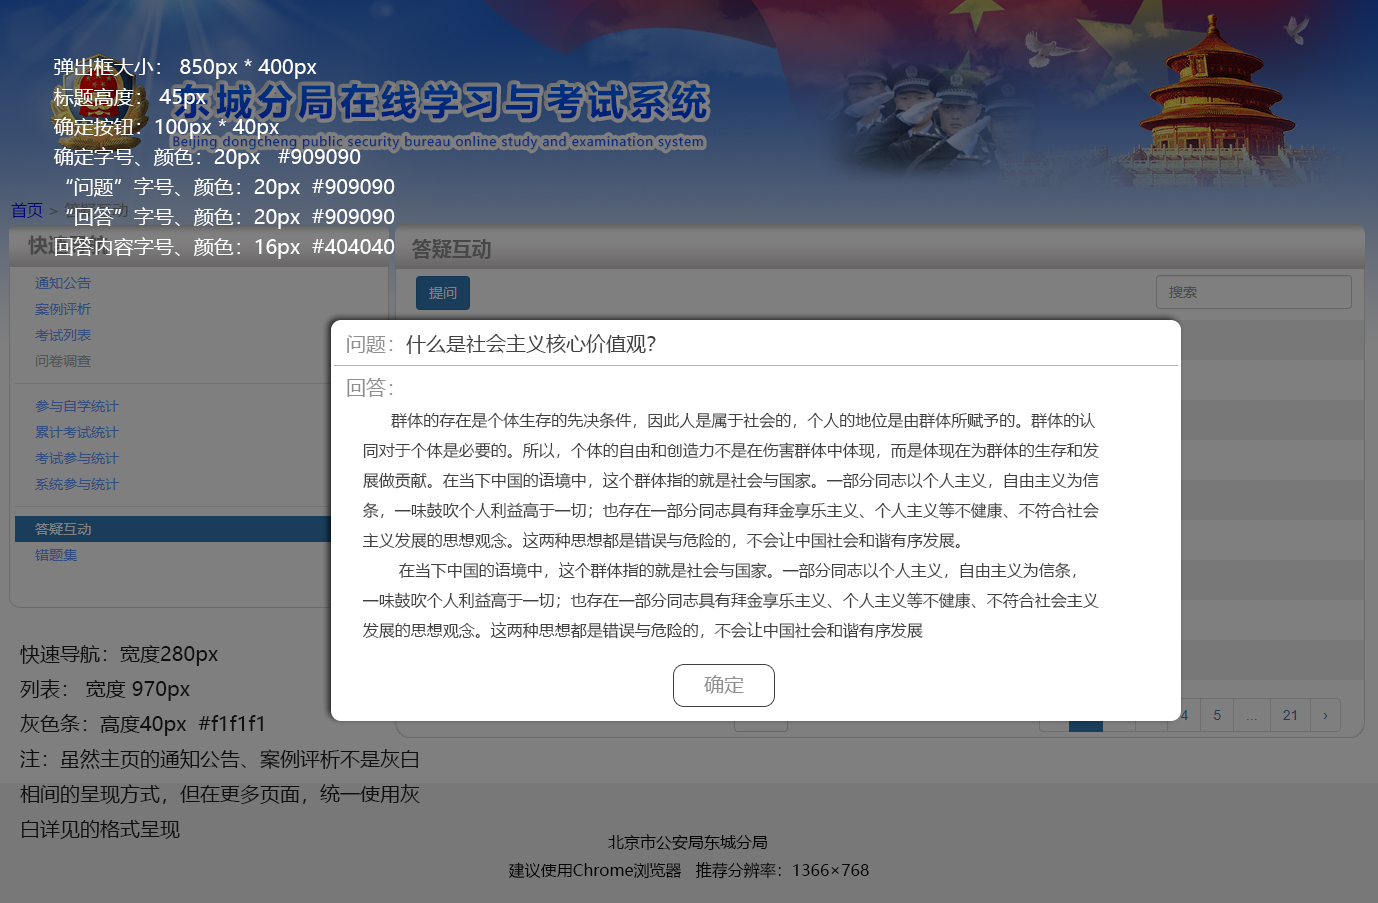 弹出框大小： 850px * 400px
标题高度： 45px
东城分局在线学习与考试系统
确定按钮：100px * 40px
Beijing dongcheng public security bureau online study and examination system
确定字号、颜色：20px #909090
“问题”字号、颜色：20px #909090
首页 > 答疑互动
“回答”字号、颜色：20px #909090
回答内容字号、颜色：16px #404040
答疑互动
通知公告
案例评析
考试列表
问卷调查
参与自学统计
累计考试统计
考试参与统计
系统参与统计
答疑互动
错题集
提问
搜索
问题：什么是社会主义核心价值观？
回答：
群体的存在是个体生存的先决条件，因此人是属于社会的，个人的地位是由群体所赋予的。群体的认
同对于个体是必要的。所以，个体的自由和创造力不是在伤害群体中体现，而是体现在为群体的生存和发
展做贡献。在当下中国的语境中，这个群体指的就是社会与国家。一部分同志以个人主义，自由主义为信
条，一味鼓吹个人利益高于一切；也存在一部分同志具有拜金享乐主义、个人主义等不健康、不符合社会
主义发展的思想观念。这两种思想都是错误与危险的，不会让中国社会和谐有序发展。
在当下中国的语境中，这个群体指的就是社会与国家。一部分同志以个人主义，自由主义为信条，
一味鼓吹个人利益高于一切；也存在一部分同志具有拜金享乐主义、个人主义等不健康、不符合社会主义
发展的思想观念。这两种思想都是错误与危险的，不会让中国社会和谐有序发展
确定
4 5 ... 21 ›
快速导航：宽度280px
列表： 宽度 970px
灰色条：高度40px #f1f1f1
注：虽然主页的通知公告、案例评析不是灰白
相间的呈现方式，但在更多页面，统一使用灰
白详见的格式呈现
北京市公安局东城分局
建议使用Chrome浏览器 推荐分辨率：1366×768